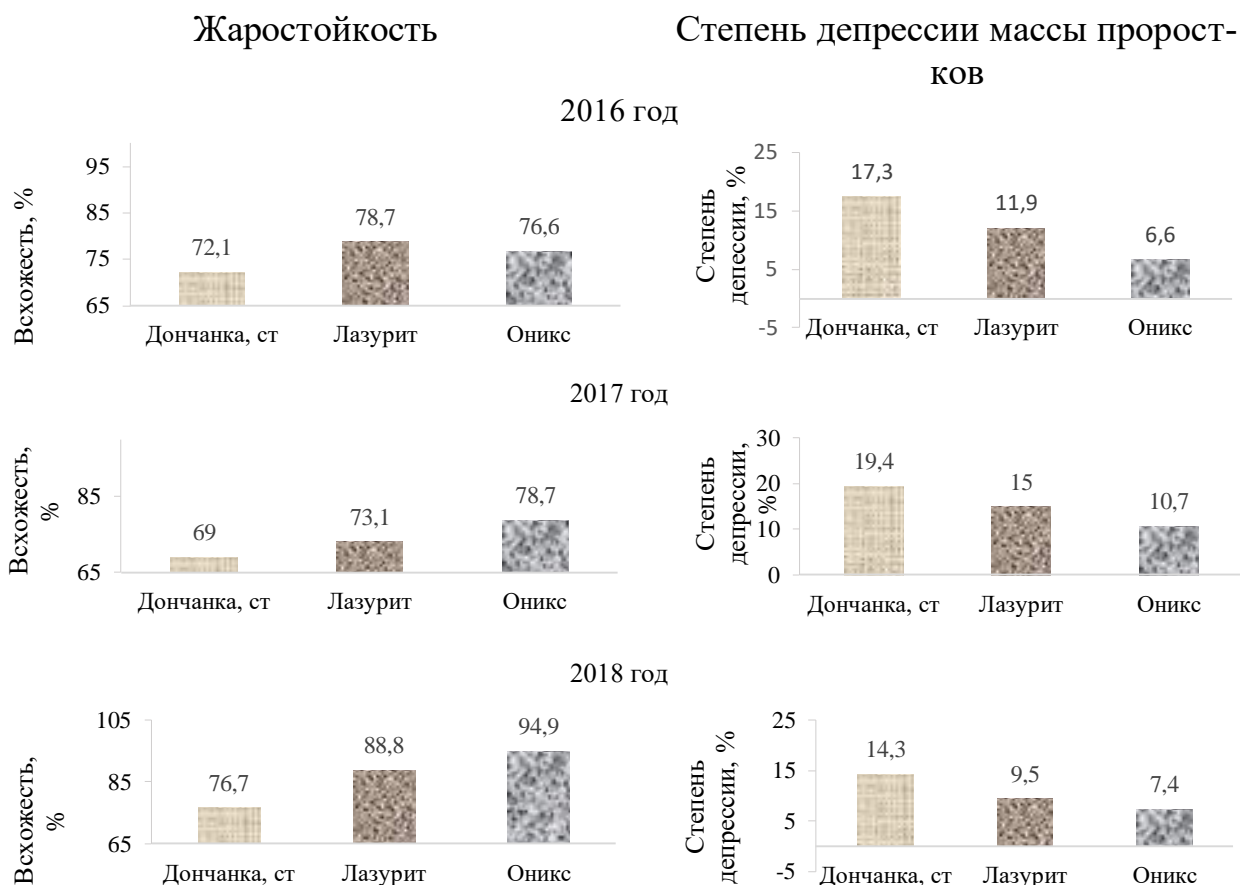 Жаростойкость
Степень депрессии массы пророст-
ков
2016 год
Всхожесть, %
95
85
75
65
72,1
78,7
76,6
Дончанка, ст
Лазурит
Оникс
Степень
депессии, %
25
15
5
-5
17,3
11,9
6,6
Дончанка, ст
Лазурит
Оникс
2017 год
Всхожесть,
%
85
65
69
73,1
78,7
Дончанка, ст
Лазурит
Оникс
Степень
депрессии,
%
30
20
10
0
19,4
15
10,7
Дончанка, ст
Лазурит
Оникс
2018 год
Всхожесть,
%
105
85
65
76,7
88,8
94,9
Дончанка, ст
Лазурит
Оникс
Степень
депрессии, %
25
15
5
-5
14,3
9,5
7,4
Дончанка, ст
Лазурит
Оникс